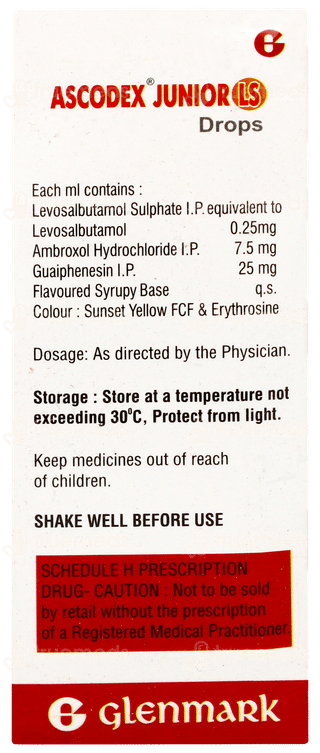 ASCODEX® JUNIOR LS
Drops
Each ml contains :
Levosalbutamol Sulphate I.P. equivalent to
Levosalbutamol 0.25mg
Ambroxol Hydrochloride I.P. 7.5 mg
Guaiphenesin I.P. 25 mg
Flavoured Syrupy Base q.s.
Colour : Sunset Yellow FCF & Erythrosine
Dosage: As directed by the Physician.
Storage : Store at a temperature not
exceeding 30⁰C, Protect from light.
Keep medicines out of reach
of children.
SHAKE WELL BEFORE USE
SCHEDULE H PRESCRIPTION
DRUG- CAUTION : Not to be sold
by retail without the prescription
of a Registered Medical Practitioner.
GLENMARK